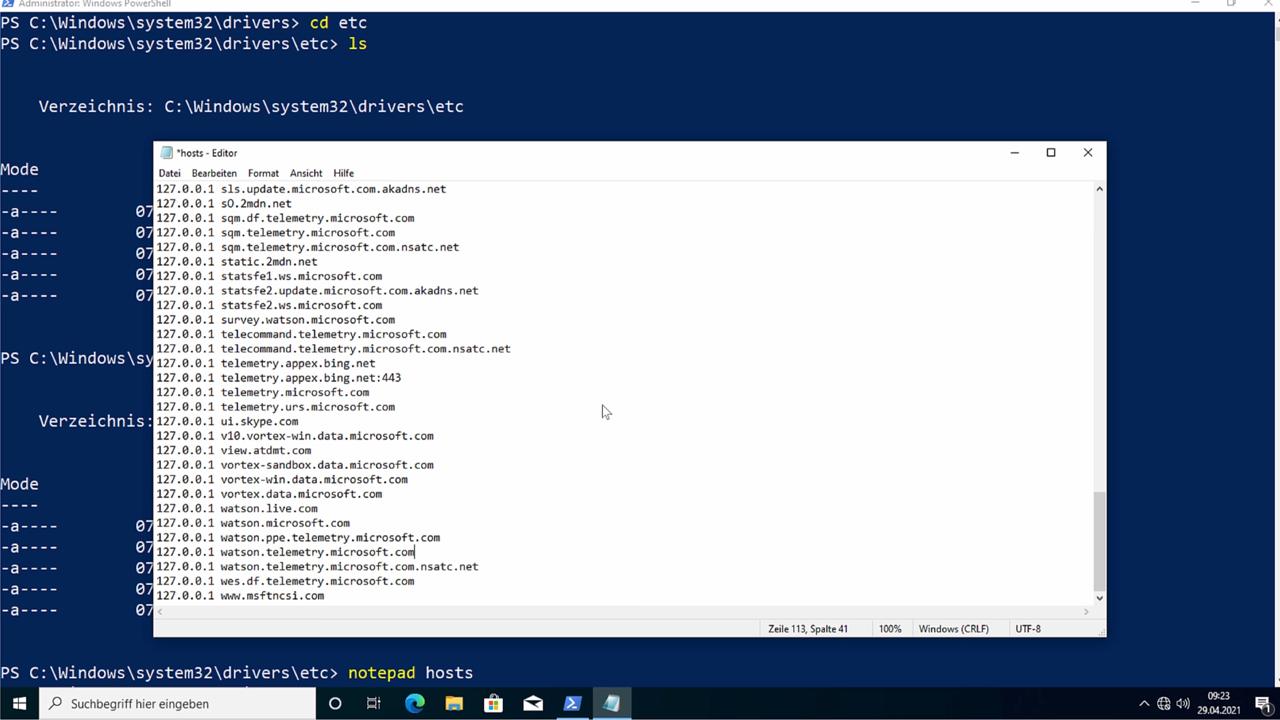 Administrator: Windows PowerShell
PS C:\Windows\system32\drivers> cd etc
PS C:\Windows\system32\drivers\etc> ls
Verzeichnis: C:\Windows\system32\drivers\etc
*hosts - Editor
Mode
Datei Bearbeiten Format Ansicht Hilfe
----
127.0.0.1 sls.update.microsoft.com.akadns.net
127.0.0.1 sO.2mdn.net
-a---- 07
127.0.0.1 sqm.df.telemetry.microsoft.com
127.0.0.1 sqm.telemetry.microsoft.com
-a---- 07
127.0.0.1 sqm.telemetry.microsoft.com.nsatc.net
-a---- 07
127.0.0.1 static.2mdn.net
127.0.0.1 statsfe1.ws.microsoft.com
-a---- 07
127.0.0.1 statsfe2.update.microsoft.com.akadns.net
-a---- 07
127.0.0.1 statsfe2.ws.microsoft.com
127.0.0.1 survey.watson.microsoft.com
127.0.0.1 telecommand.telemetry.microsoft.com
127.0.0.1 telecommand.telemetry.microsoft.com.nsatc.net
PS C:\Windows\sy
127.0.0.1 telemetry.appex.bing.net
127.0.0.1 telemetry.appex.bing.net:443
127.0.0.1 telemetry.microsoft.com
127.0.0.1 telemetry.urs.microsoft.com
Verzeichnis:
127.0.0.1 ui.skype.com
127.0.0.1 v10.vortex-win.data.microsoft.com
127.0.0.1 view.atdmt.com
127.0.0.1 vortex-sandbox.data.microsoft.com
127.0.0.1 vortex-win.data.microsoft.com
Mode
127.0.0.1 vortex.data.microsoft.com
----
127.0.0.1 watson.live.com
127.0.0.1 watson.microsoft.com
-a---- 07
127.0.0.1 watson.ppe.telemetry.microsoft.com
-a---- 07
127.0.0.1 watson.telemetry.microsoft.com
127.0.0.1 watson.telemetry.microsoft.com.nsatc.net
-a---- 07
127.0.0.1 wes.df.telemetry.microsoft.com
-a---- 07
127.0.0.1 www.msftncsi.com
-a---- 07
Zeile 113, Spalte 41 100% Windows (CRLF) UTF-8
PS C:\Windows\system32\drivers\etc> notepad hosts
Suchbegriff hier eingeben
09:23
29.04.2021
1